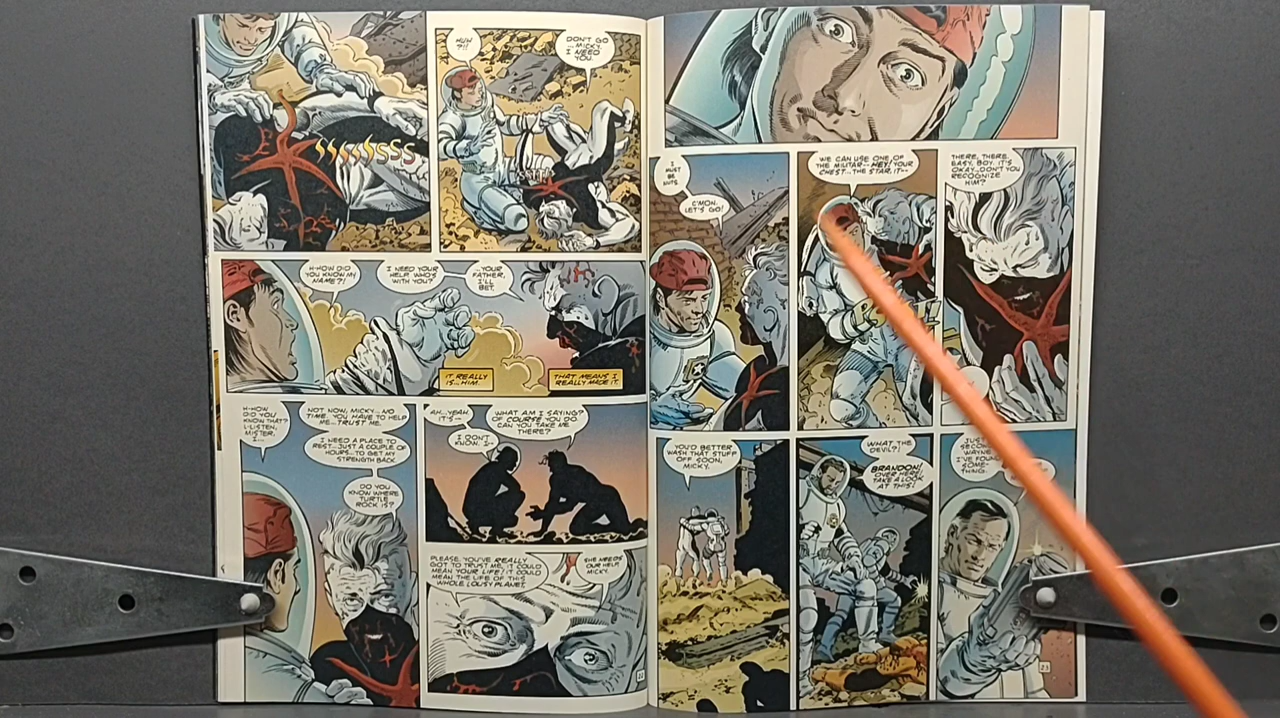 SSSSSSSS
HUH
?!!
DON'T GO
...MICKY.
I NEED
YOU.
H-HOW DID
YOU KNOW MY
NAME?!
I NEED YOUR
HELP. WHO'S
WITH YOU?
...YOUR
FATHER,
I'LL
BET.
IT REALLY
IS...HIM.
THAT MEANS I
REALLY MADE IT.
H-HOW
DID YOU
KNOW THAT?
L-LISTEN,
MISTER,
I--
NOT NOW, MICKY...NO
TIME. YOU HAVE TO HELP
ME...TRUST ME.
I NEED A PLACE TO
REST...JUST A COUPLE OF
HOURS...TO GET MY
STRENGTH BACK.
DO YOU
KNOW WHERE
TURTLE
ROCK IS?
AH...YEAH.
IT'S--
I DON'T
KNOW. I--
WHAT AM I SAYING?
OF COURSE YOU DO.
CAN YOU TAKE ME
THERE?
PLEASE, YOU'VE REALLY
GOT TO TRUST ME. IT COULD
MEAN YOUR LIFE! IT COULD
MEAN THE LIFE OF THIS
WHOLE LOUSY PLANET.
SHE NEEDS
OUR HELP,
MICKY.
22
I
MUST
BE
NUTS.
C'MON.
LET'S GO!
WE CAN USE ONE OF
THE MILITAR-- HEY! YOUR
CHEST...THE STAR, IT--
THERE, THERE,
EASY, BOY. IT'S
OKAY...DON'T YOU
RECOGNIZE
HIM?
YOU'D BETTER
WASH THAT STUFF
OFF SOON,
MICKY.
WHAT THE
DEVIL?!
BRANDON!
OVER HERE!
TAKE A LOOK
AT THIS!
JUST
SECON
WAYNE
I'VE FOUN
SOME-
THING.
23